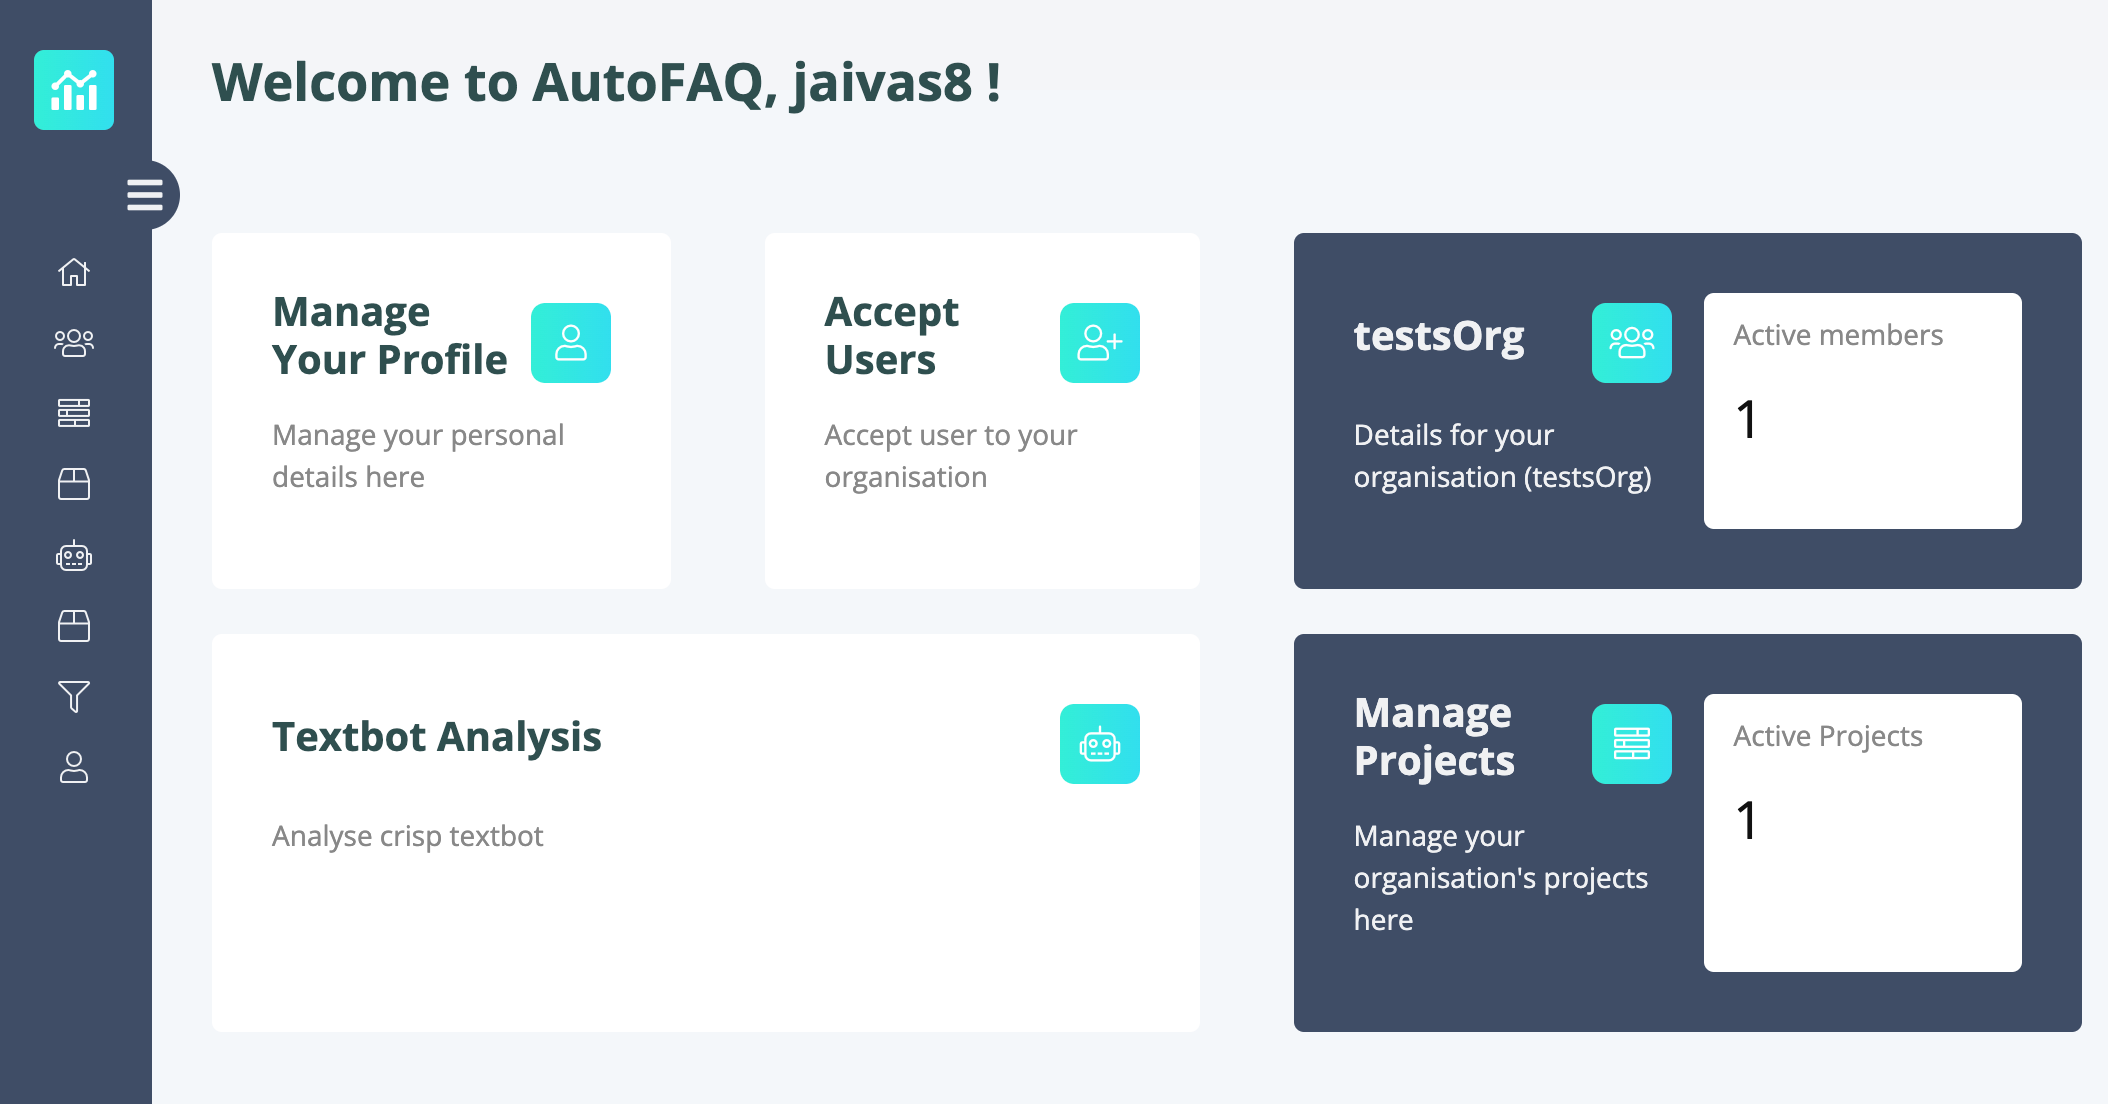 Welcome to AutoFAQ, jaivas8 !
Manage
Your Profile
Manage your personal
details here
Accept
Users
Accept user to your
organisation
testsOrg
Details for your
organisation (testsOrg)
Active members
1
Textbot Analysis
Analyse crisp textbot
Manage
Projects
Manage your
organisation's projects
here
Active Projects
1